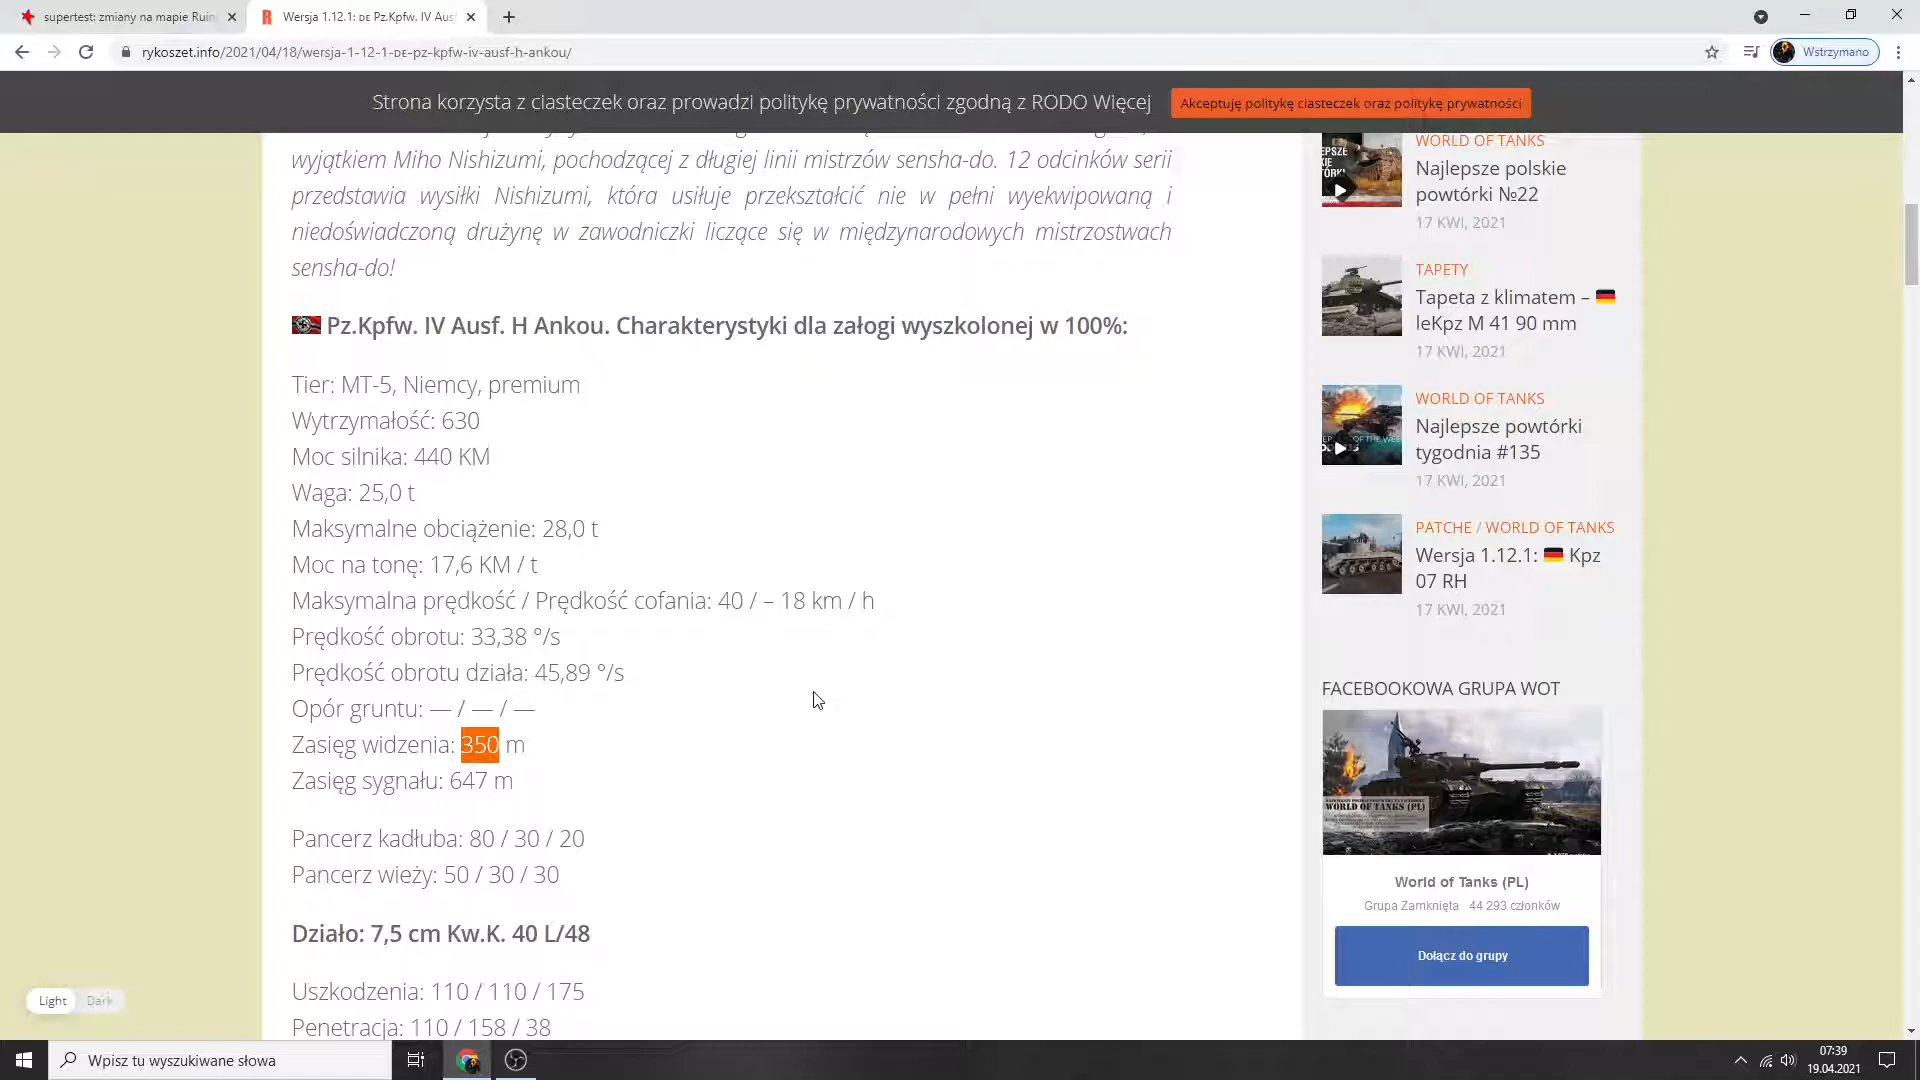 supertest: zmiany na mapie Ruin
Wersja 1.12.1: ᴅᴇ Pz.Kpfw. IV Ausf
rykoszet.info/2021/04/18/wersja-1-12-1-ᴅᴇ-pz-kpfw-iv-ausf-h-ankou/
Wstrzymano
Strona korzysta z ciasteczek oraz prowadzi politykę prywatności zgodną z RODO Więcej
Akceptuję politykę ciasteczek oraz politykę prywatności
wyjątkiem Miho Nishizumi, pochodzącej z długiej linii mistrzów sensha-do. 12 odcinków serii
przedstawia wysiłki Nishizumi, która usiłuje przekształcić nie w pełni wyekwipowaną i
niedoświadczoną drużynę w zawodniczki liczące się w międzynarodowych mistrzostwach
sensha-do!
Pz.Kpfw. IV Ausf. H Ankou. Charakterystyki dla załogi wyszkolonej w 100%:
Tier: MT-5, Niemcy, premium
Wytrzymałość: 630
Moc silnika: 440 KM
Waga: 25,0 t
Maksymalne obciążenie: 28,0 t
Moc na tonę: 17,6 KM / t
Maksymalna prędkość / Prędkość cofania: 40 / – 18 km / h
Prędkość obrotu: 33,38 °/s
Prędkość obrotu działa: 45,89 °/s
Opór gruntu: — / — / —
Zasięg widzenia: 350 m
Zasięg sygnału: 647 m
Pancerz kadłuba: 80 / 30 / 20
Pancerz wieży: 50 / 30 / 30
Działo: 7,5 cm Kw.K. 40 L/48
Uszkodzenia: 110 / 110 / 175
Penetracja: 110 / 158 / 38
WORLD OF TANKS
Najlepsze polskie
powtórki №22
17 KWI, 2021
TAPETY
Tapeta z klimatem –
leKpz M 41 90 mm
17 KWI, 2021
WORLD OF TANKS
Najlepsze powtórki
tygodnia #135
17 KWI, 2021
PATCHE / WORLD OF TANKS
Wersja 1.12.1: Kpz
07 RH
17 KWI, 2021
FACEBOOKOWA GRUPA WOT
WORLD OF TANKS (PL)
World of Tanks (PL)
Grupa Zamknięta 44 293 członków
Dołącz do grupy
Light Dark
Wpisz tu wyszukiwane słowa
07:39
19.04.2021